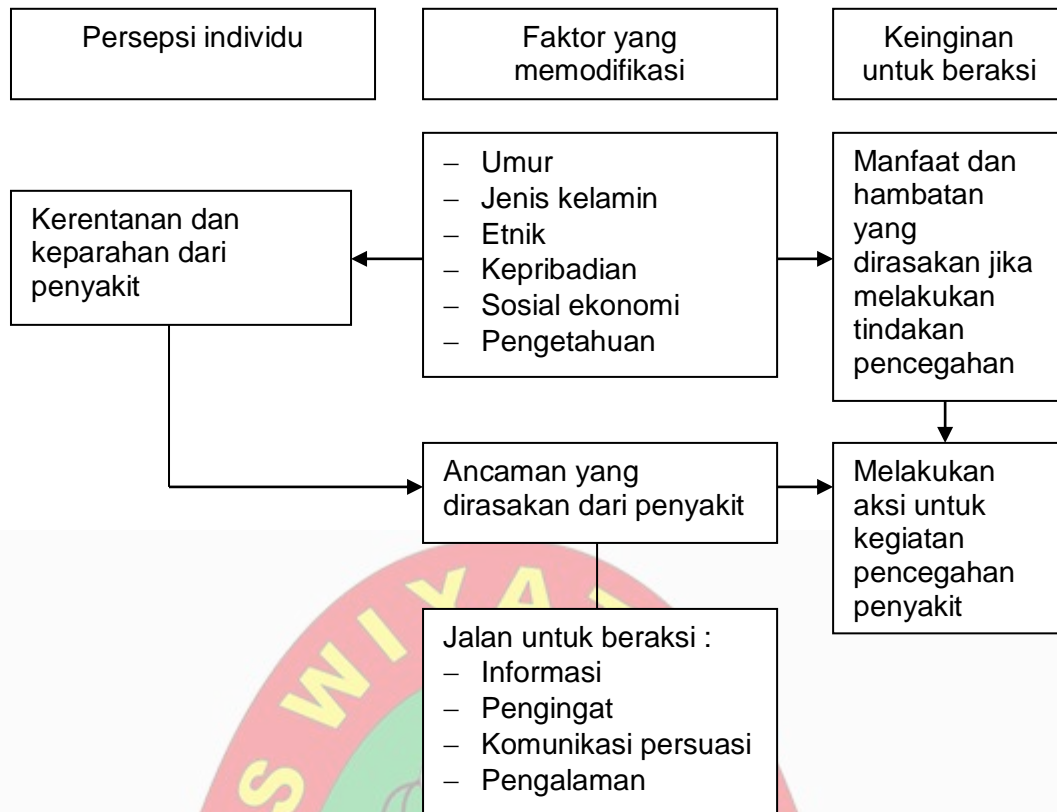 Persepsi individu
Faktor yang
memodifikasi
Keinginan
untuk beraksi
Kerentanan dan
keparahan dari
penyakit
– Umur
– Jenis kelamin
– Etnik
– Kepribadian
– Sosial ekonomi
– Pengetahuan
Manfaat dan
hambatan
yang
dirasakan jika
melakukan
tindakan
pencegahan
Ancaman yang
dirasakan dari penyakit
Melakukan
aksi untuk
kegiatan
pencegahan
penyakit
Jalan untuk beraksi :
– Informasi
– Pengingat
– Komunikasi persuasi
– Pengalaman
S WIYA